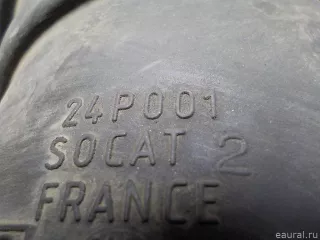 24P001
SOCAT 2
FRANCE
eaural.ru